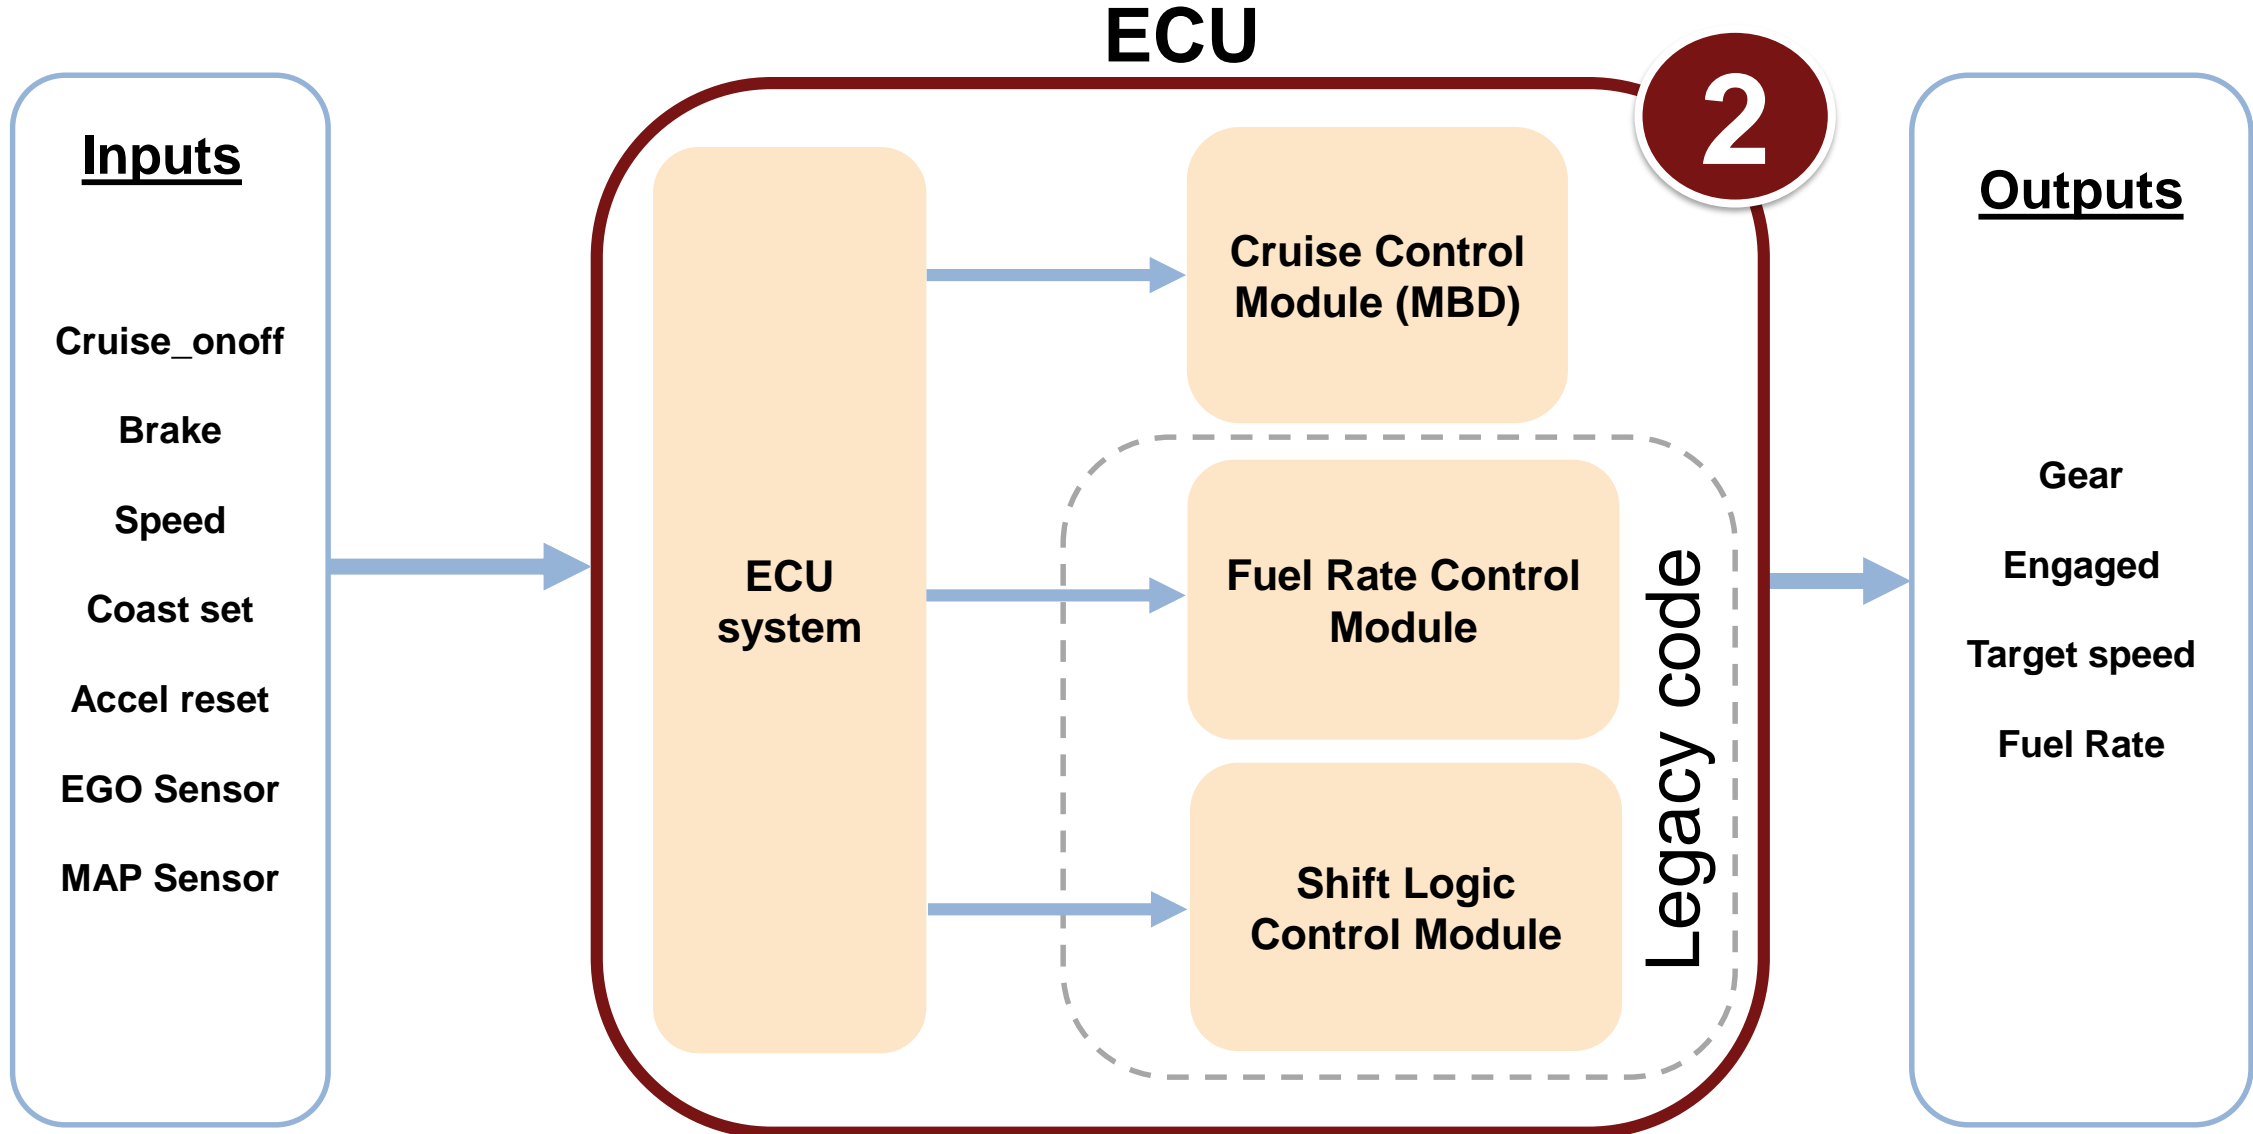 ECU
2
Inputs
Cruise_onoff
Brake
Speed
Coast set
Accel reset
EGO Sensor
MAP Sensor
ECU
system
Cruise Control
Module (MBD)
Fuel Rate Control
Module
Shift Logic
Control Module
Legacy code
Outputs
Gear
Engaged
Target speed
Fuel Rate